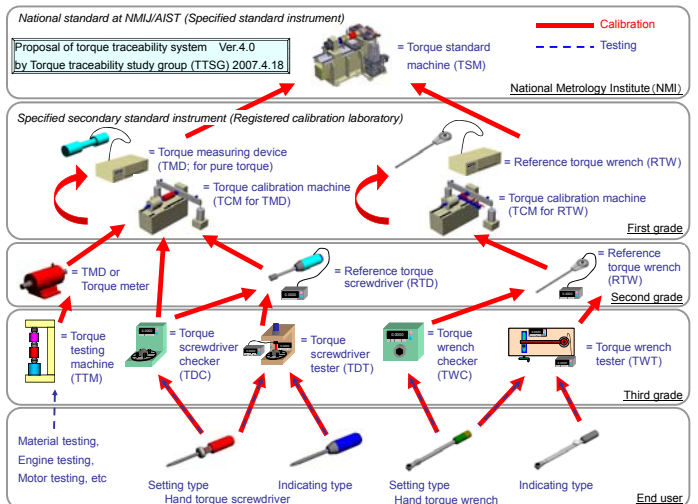 National standard at NMIJ/AIST (Specified standard instrument)
Proposal of torque traceability system Ver.4.0
by Torque traceability study group (TTSG) 2007.4.18
Calibration
Testing
= Torque standard
machine (TSM)
National Metrology Institute(NMI)
Specified secondary standard instrument (Registered calibration laboratory)
= Torque measuring device
(TMD; for pure torque)
= Reference torque wrench (RTW)
= Torque calibration machine
(TCM for TMD)
= Torque calibration machine
(TCM for RTW)
First grade
= TMD or
Torque meter
= Reference torque
screwdriver (RTD)
= Reference
torque wrench
(RTW)
Second grade
= Torque
testing
machine
(TTM)
= Torque
screwdriver
checker
(TDC)
= Torque
screwdriver
tester (TDT)
= Torque
wrench
checker
(TWC)
= Torque wrench
tester (TWT)
Third grade
Material testing,
Engine testing,
Motor testing, etc
Setting type
Indicating type
Hand torque screwdriver
Setting type
Indicating type
Hand torque wrench
End user